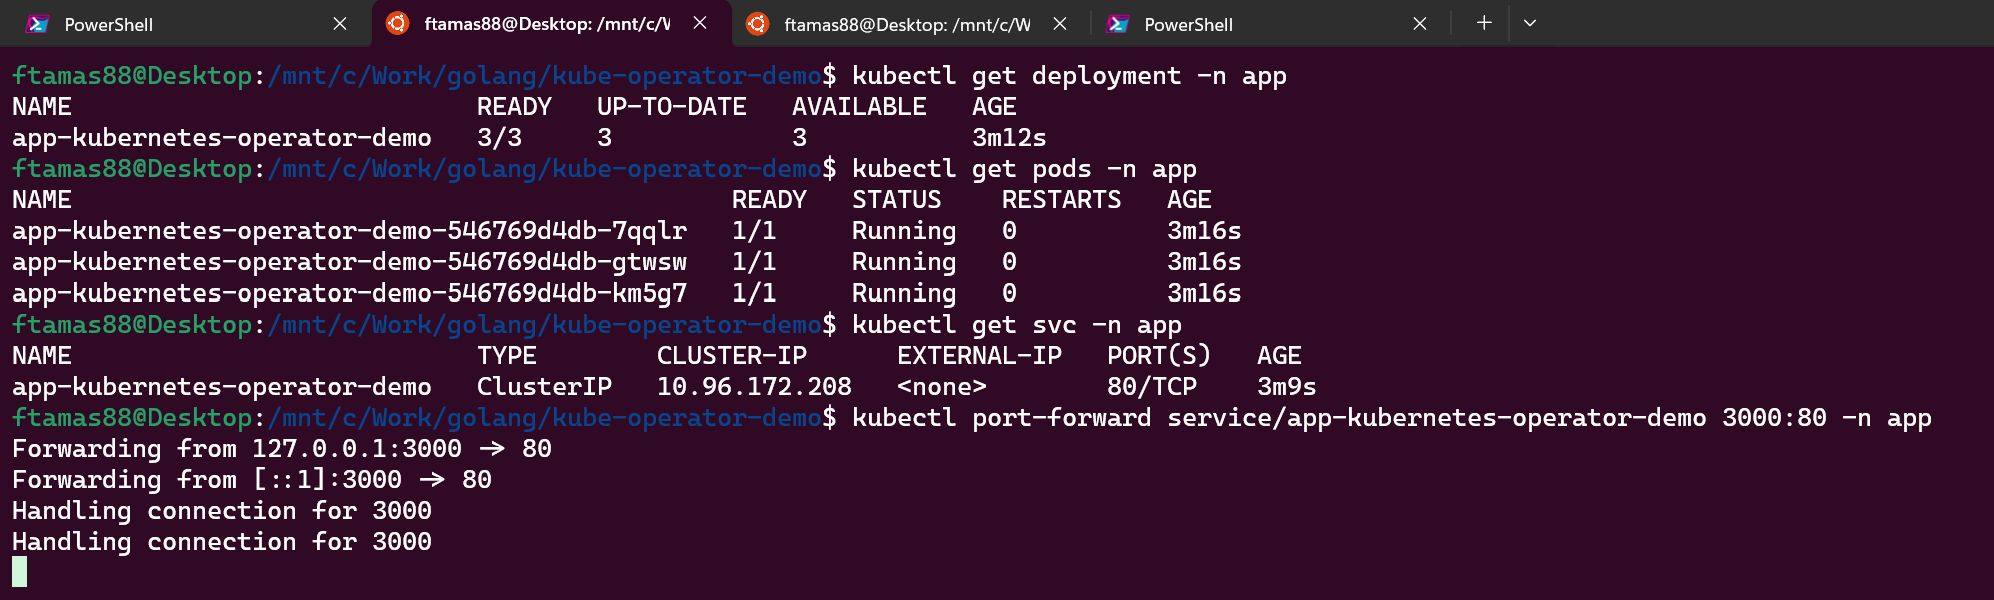 PowerShell
ftamas88@Desktop: /mnt/c/V
ftamas88@Desktop: /mnt/c/W
PowerShell
ftamas88@Desktop:/mnt/c/Work/golang/kube-operator-demo$ kubectl get deployment -n app
NAME READY UP-TO-DATE AVAILABLE AGE
app-kubernetes-operator-demo 3/3 3 3 3m12s
ftamas88@Desktop:/mnt/c/Work/golang/kube-operator-demo$ kubectl get pods -n app
NAME READY STATUS RESTARTS AGE
app-kubernetes-operator-demo-546769d4db-7qqlr 1/1 Running 0 3m16s
app-kubernetes-operator-demo-546769d4db-gtwsw 1/1 Running 0 3m16s
app-kubernetes-operator-demo-546769d4db-km5g7 1/1 Running 0 3m16s
ftamas88@Desktop:/mnt/c/Work/golang/kube-operator-demo$ kubectl get svc -n app
NAME TYPE CLUSTER-IP EXTERNAL-IP PORT(S) AGE
app-kubernetes-operator-demo ClusterIP 10.96.172.208 <none> 80/TCP 3m9s
ftamas88@Desktop:/mnt/c/Work/golang/kube-operator-demo$ kubectl port-forward service/app-kubernetes-operator-demo 3000:80 -n app
Forwarding from 127.0.0.1:3000 -> 80
Forwarding from [::1]:3000 -> 80
Handling connection for 3000
Handling connection for 3000